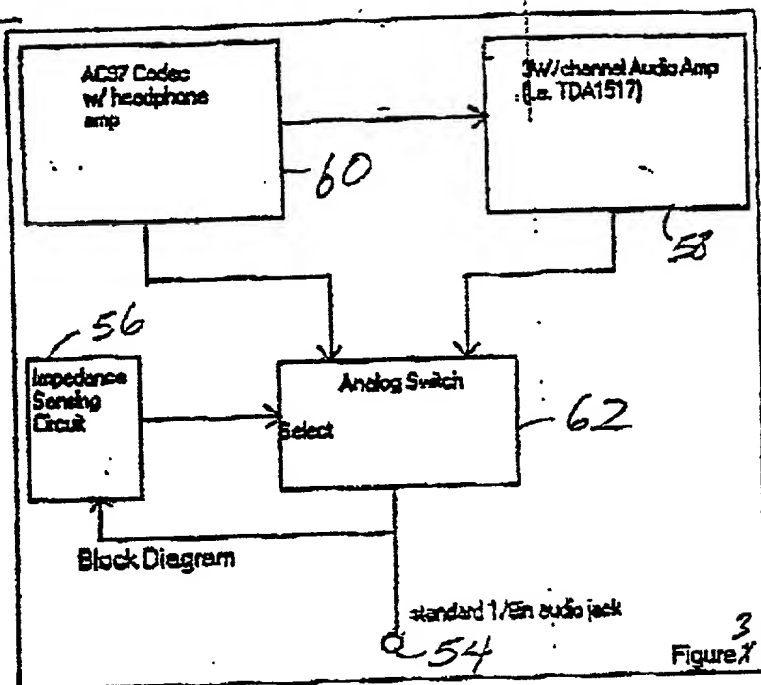 AC97 Codec
w/ headphone
amp
60
3W/channel Audio Amp
(i.e. TDA1517)
58
56
Impedance
Sensing
Circuit
Analog Switch
Select
62
Block Diagram
standard 1/8in audio jack
54
3
Figure